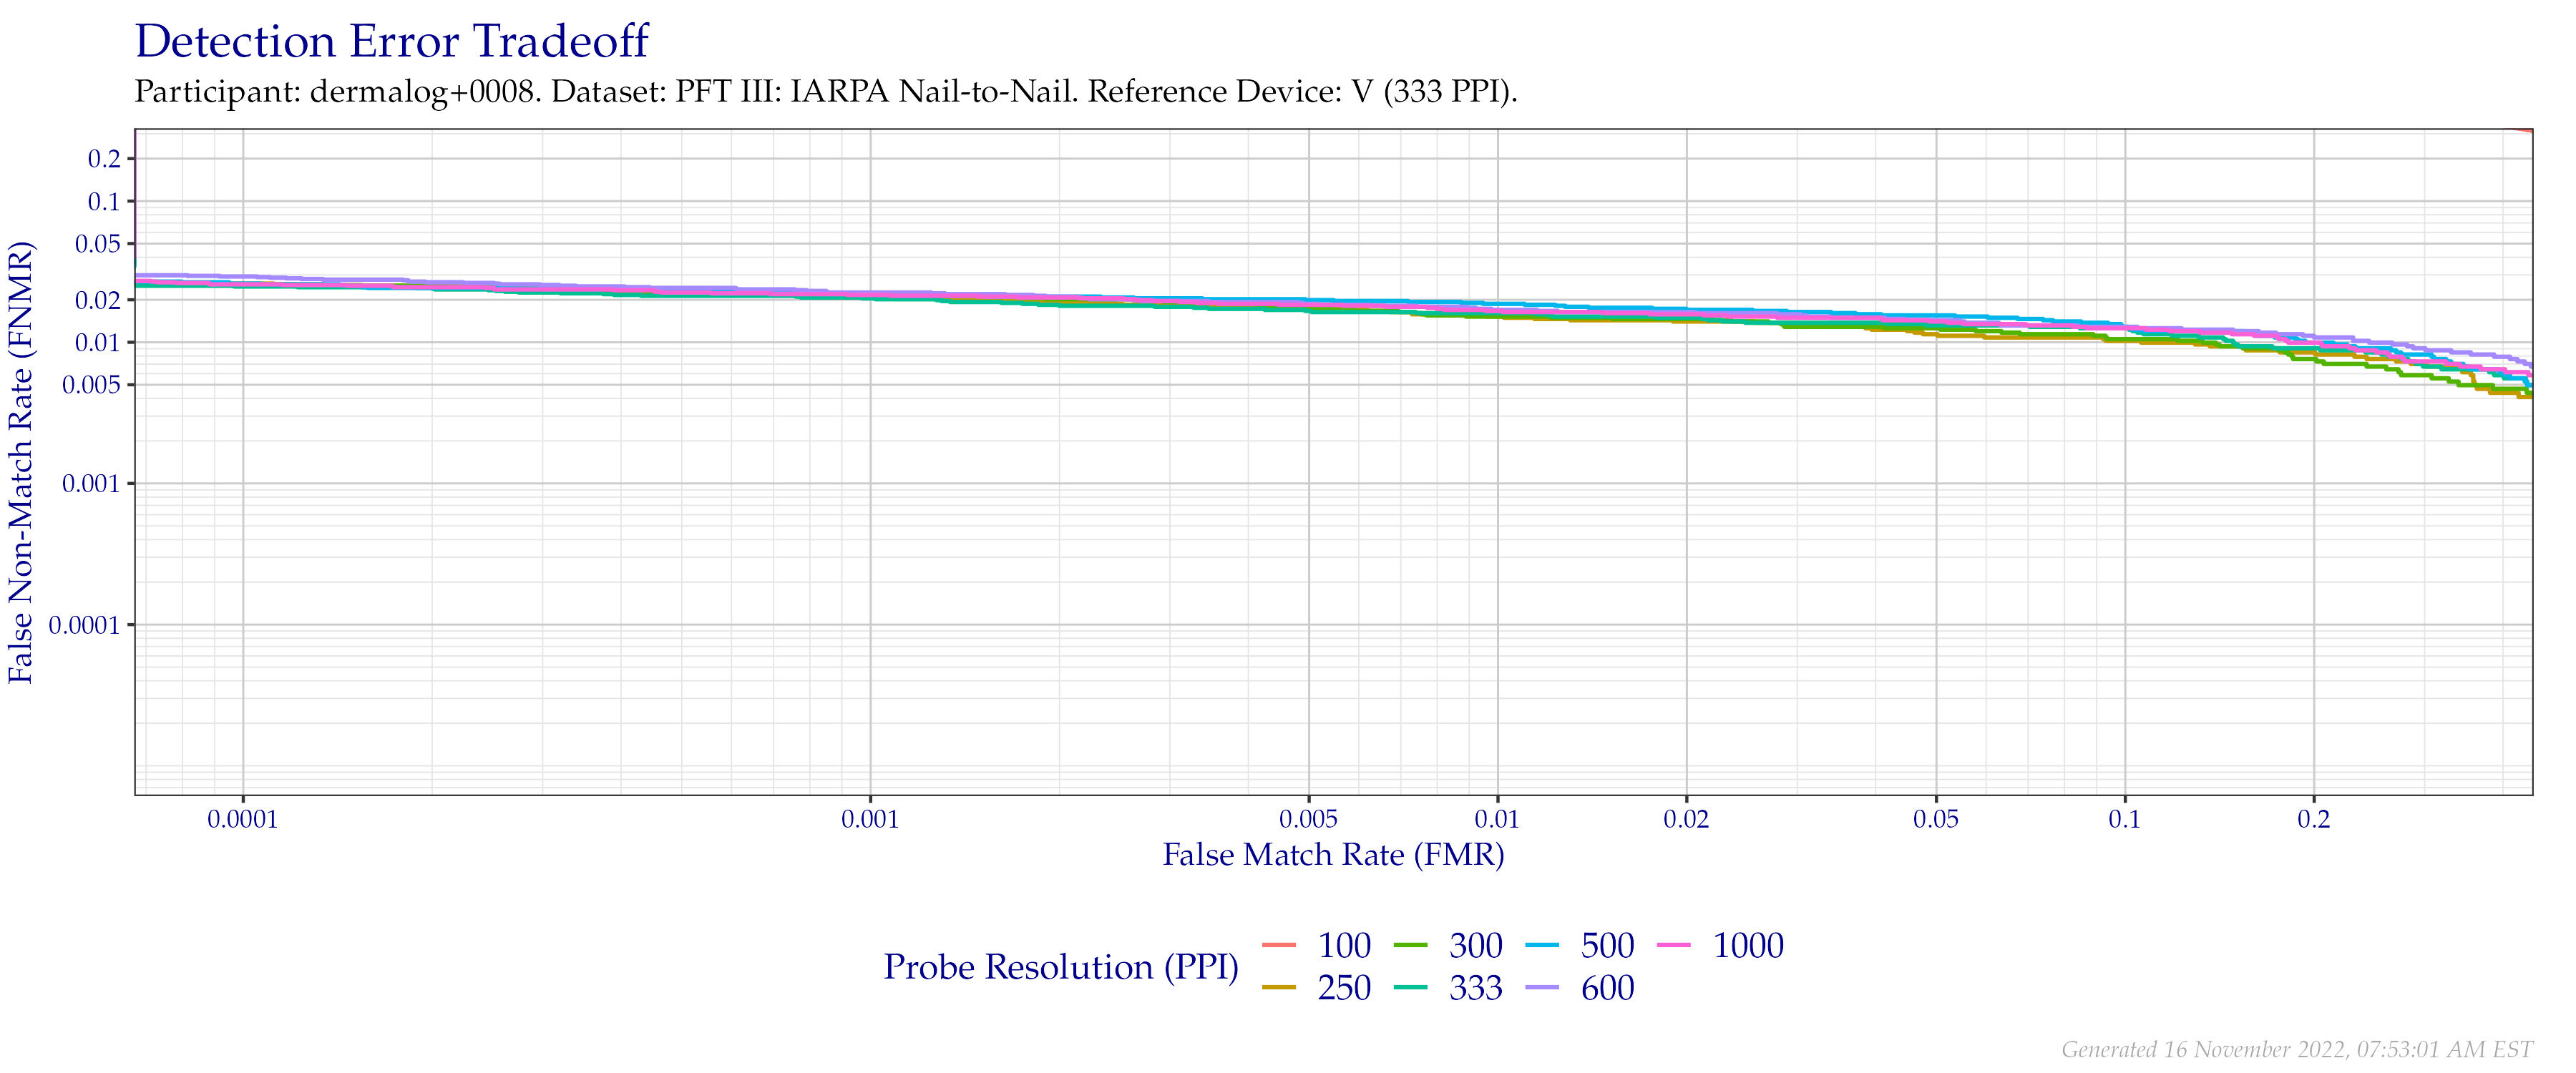 Detection Error Tradeoff
Participant: dermalog+0008. Dataset: PFT III: IARPA Nail-to-Nail. Reference Device: V (333 PPI).
False Non-Match Rate (FNMR)
0.2
0.1
0.05
0.02
0.01
0.005
0.001
0.0001
0.0001 0.001 0.005 0.01 0.02 0.05 0.1 0.2
False Match Rate (FMR)
Probe Resolution (PPI)
100 300 500 1000
250 333 600
Generated 16 November 2022, 07:53:01 AM EST